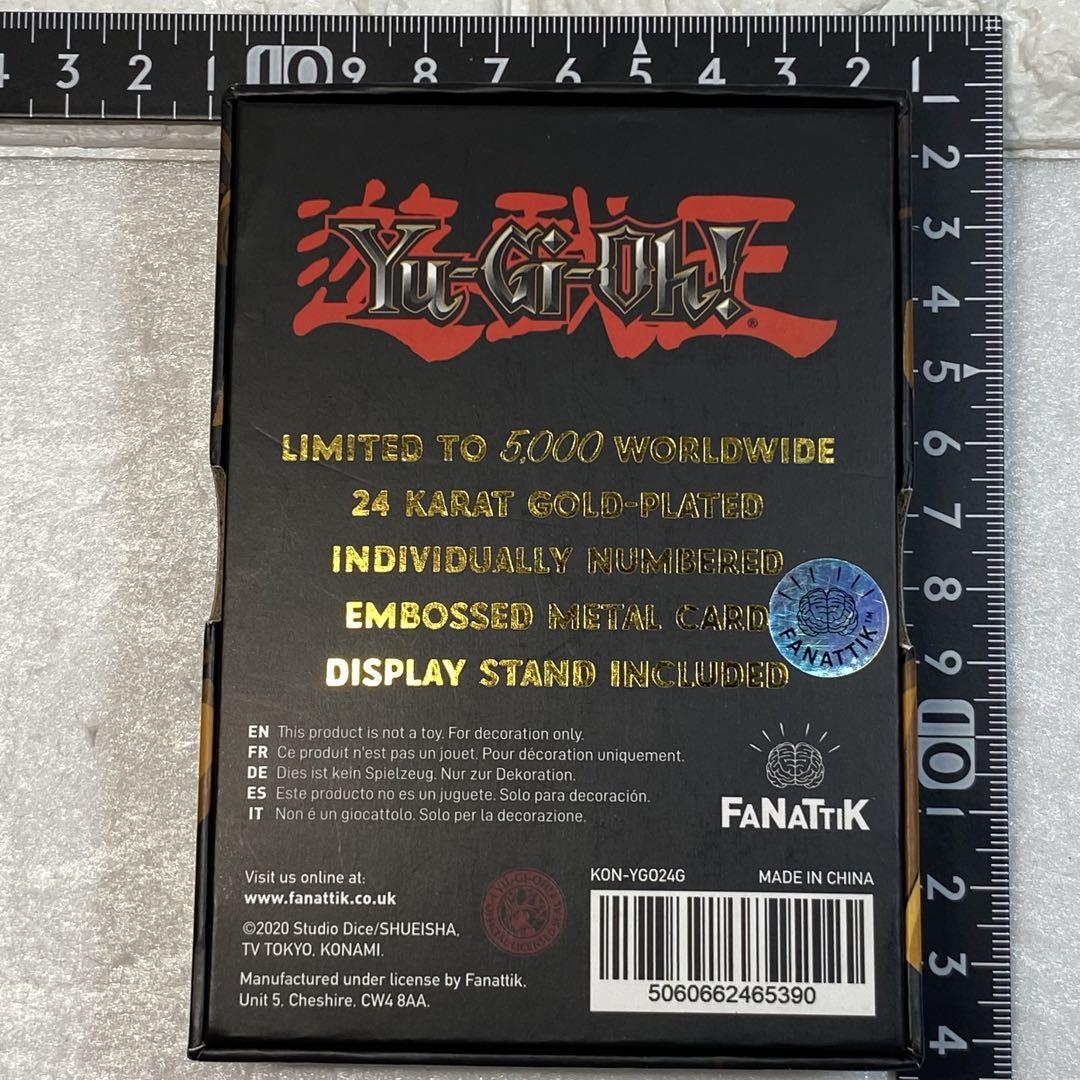 4 3 2 1 10 9 8 7 6 5 4 3 2 1
1 2 3 4 5 6 7 8 9 10 1 2 3 4
遊戯王
Yu-Gi-Oh!®
LIMITED TO 5,000 WORLDWIDE
24 KARAT GOLD-PLATED
INDIVIDUALLY NUMBERED
EMBOSSED METAL CARD
DISPLAY STAND INCLUDED
FANATTIK™
EN This product is not a toy. For decoration only.
FR Ce produit n'est pas un jouet. Pour décoration uniquement.
DE Dies ist kein Spielzeug. Nur zur Dekoration.
ES Este producto no es un juguete. Solo para decoración.
IT Non é un giocattolo. Solo per la decorazione.
FANATTIK
Visit us online at:
www.fanattik.co.uk
©2020 Studio Dice/SHUEISHA,
TV TOKYO, KONAMI.
Manufactured under license by Fanattik,
Unit 5, Cheshire, CW4 8AA.
KON-YGO24G MADE IN CHINA
5060662465390